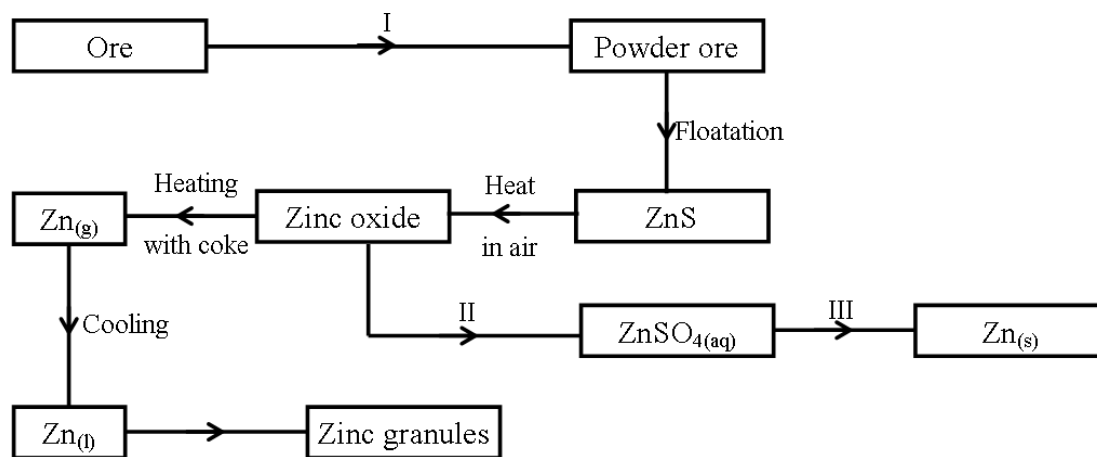 I
Ore
Powder ore
Floatation
Heating
Heat
Zn(g)
Zinc oxide
ZnS
with coke
in air
Cooling
II
III
ZnSO4(aq)
Zn(s)
Zn(l)
Zinc granules